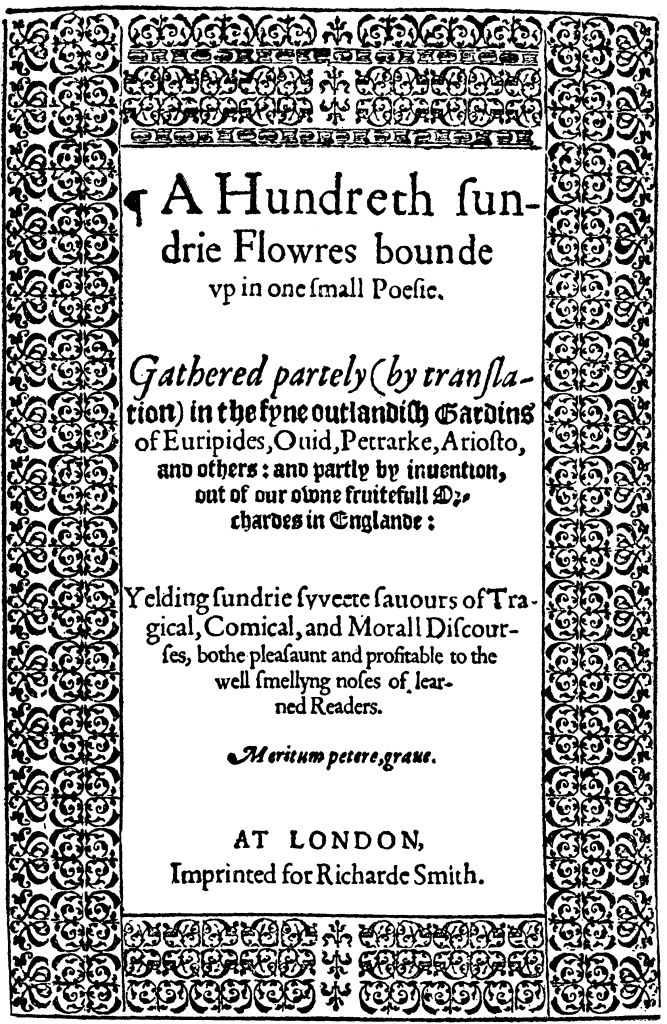 ¶ A Hundreth ſun-
drie Flowres bounde
vp in one ſmall Poeſie.
Gathered partely (by tranſla-
tion) in the fyne outlandiſh Gardins
of Euripides, Ouid, Petrarke, Arioſto,
and others: and partly by inuention,
out of our owne fruitefull Or-
chardes in Englande:
Yelding ſundrie ſvveete ſauours of Tra-
gical, Comical, and Morall Diſcour-
ſes, bothe pleaſaunt and profitable to the
well ſmellyng noſes of lear-
ned Readers.
Meritum petere, graue.
AT LONDON,
Imprinted for Richarde Smith.